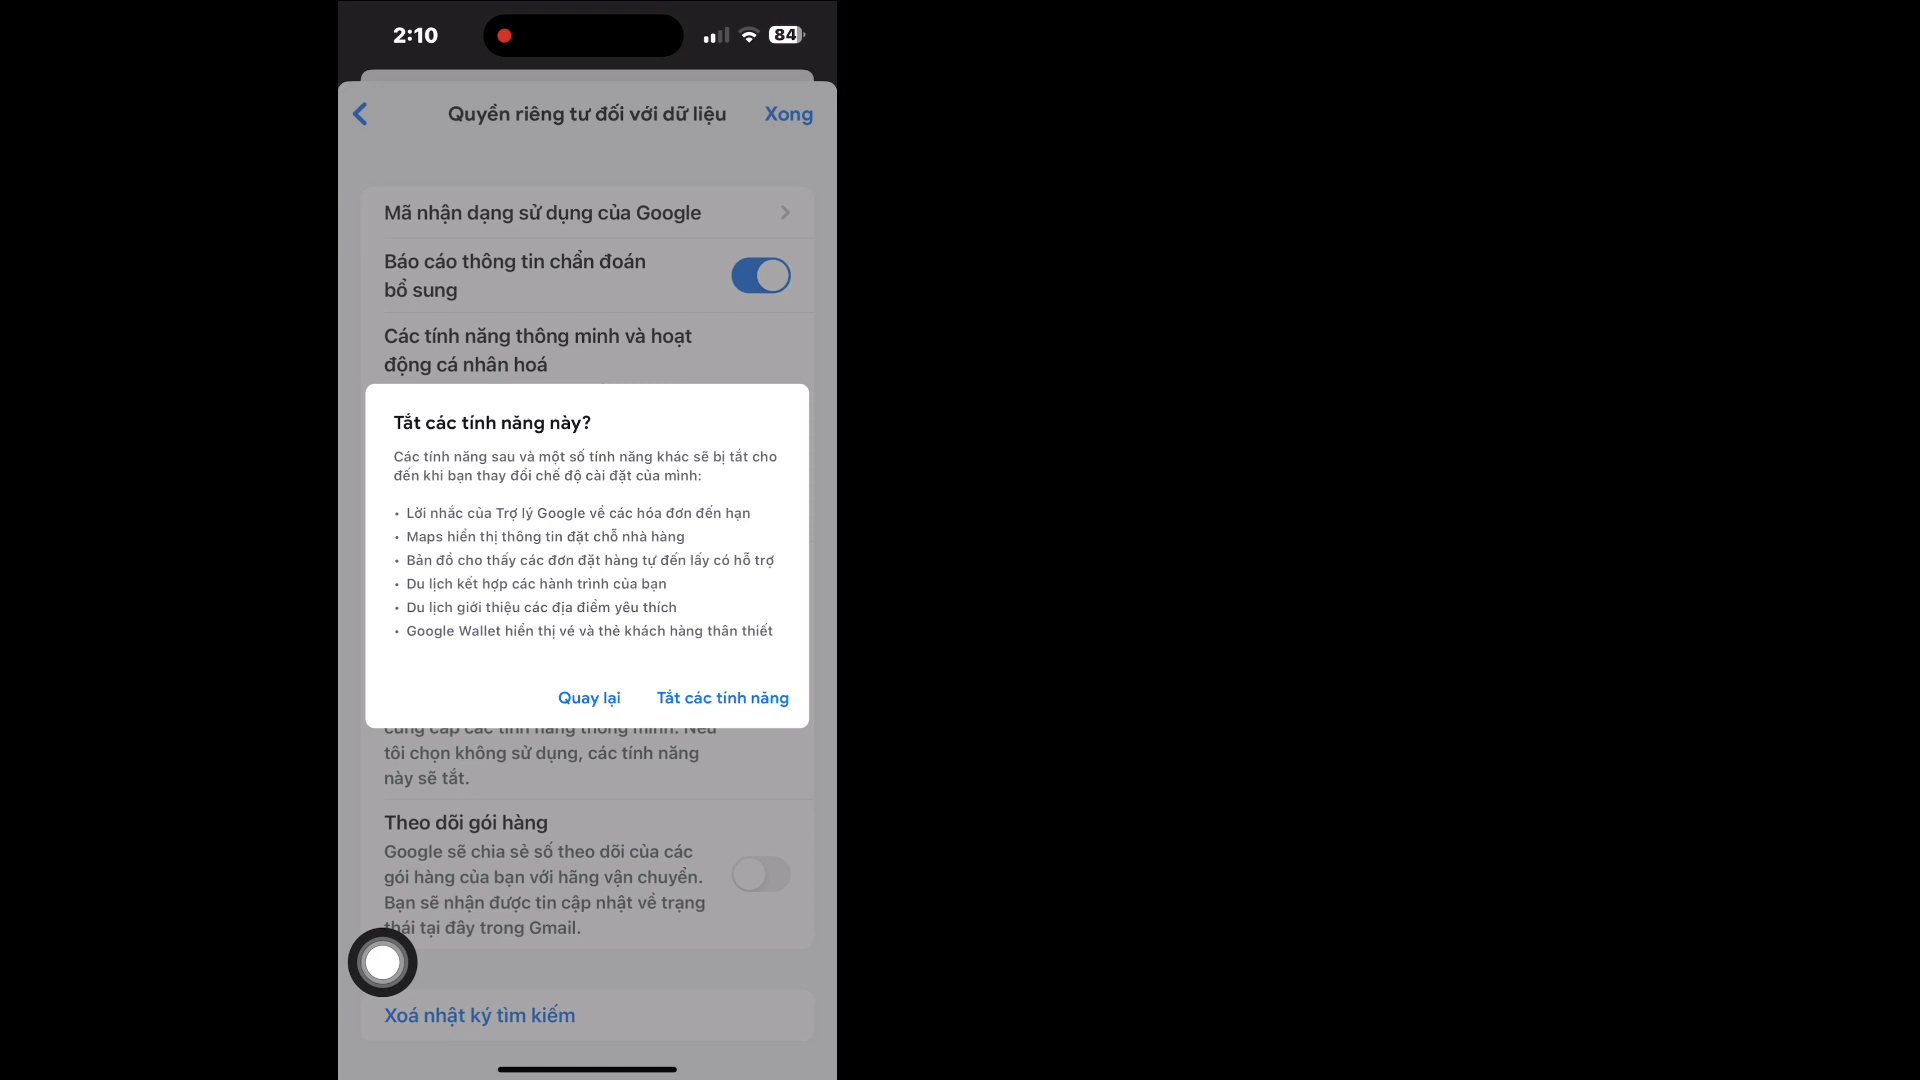 2:10
84
Quyền riêng tư đối với dữ liệu
Xong
Mã nhận dạng sử dụng của Google
Báo cáo thông tin chẩn đoán
bổ sung
Các tính năng thông minh và hoạt
động cá nhân hoá
Tắt các tính năng này?
Các tính năng sau và một số tính năng khác sẽ bị tắt cho
đến khi bạn thay đổi chế độ cài đặt của mình:
• Lời nhắc của Trợ lý Google về các hóa đơn đến hạn
• Maps hiển thị thông tin đặt chỗ nhà hàng
• Bản đồ cho thấy các đơn đặt hàng tự đến lấy có hỗ trợ
• Du lịch kết hợp các hành trình của bạn
• Du lịch giới thiệu các địa điểm yêu thích
• Google Wallet hiển thị vé và thẻ khách hàng thân thiết
Quay lại
Tắt các tính năng
cung cấp các tính năng thông minh. Nếu
tôi chọn không sử dụng, các tính năng
này sẽ tắt.
Theo dõi gói hàng
Google sẽ chia sẻ số theo dõi của các
gói hàng của bạn với hãng vận chuyển.
Bạn sẽ nhận được tin cập nhật về trạng
thái tại đây trong Gmail.
Xoá nhật ký tìm kiếm